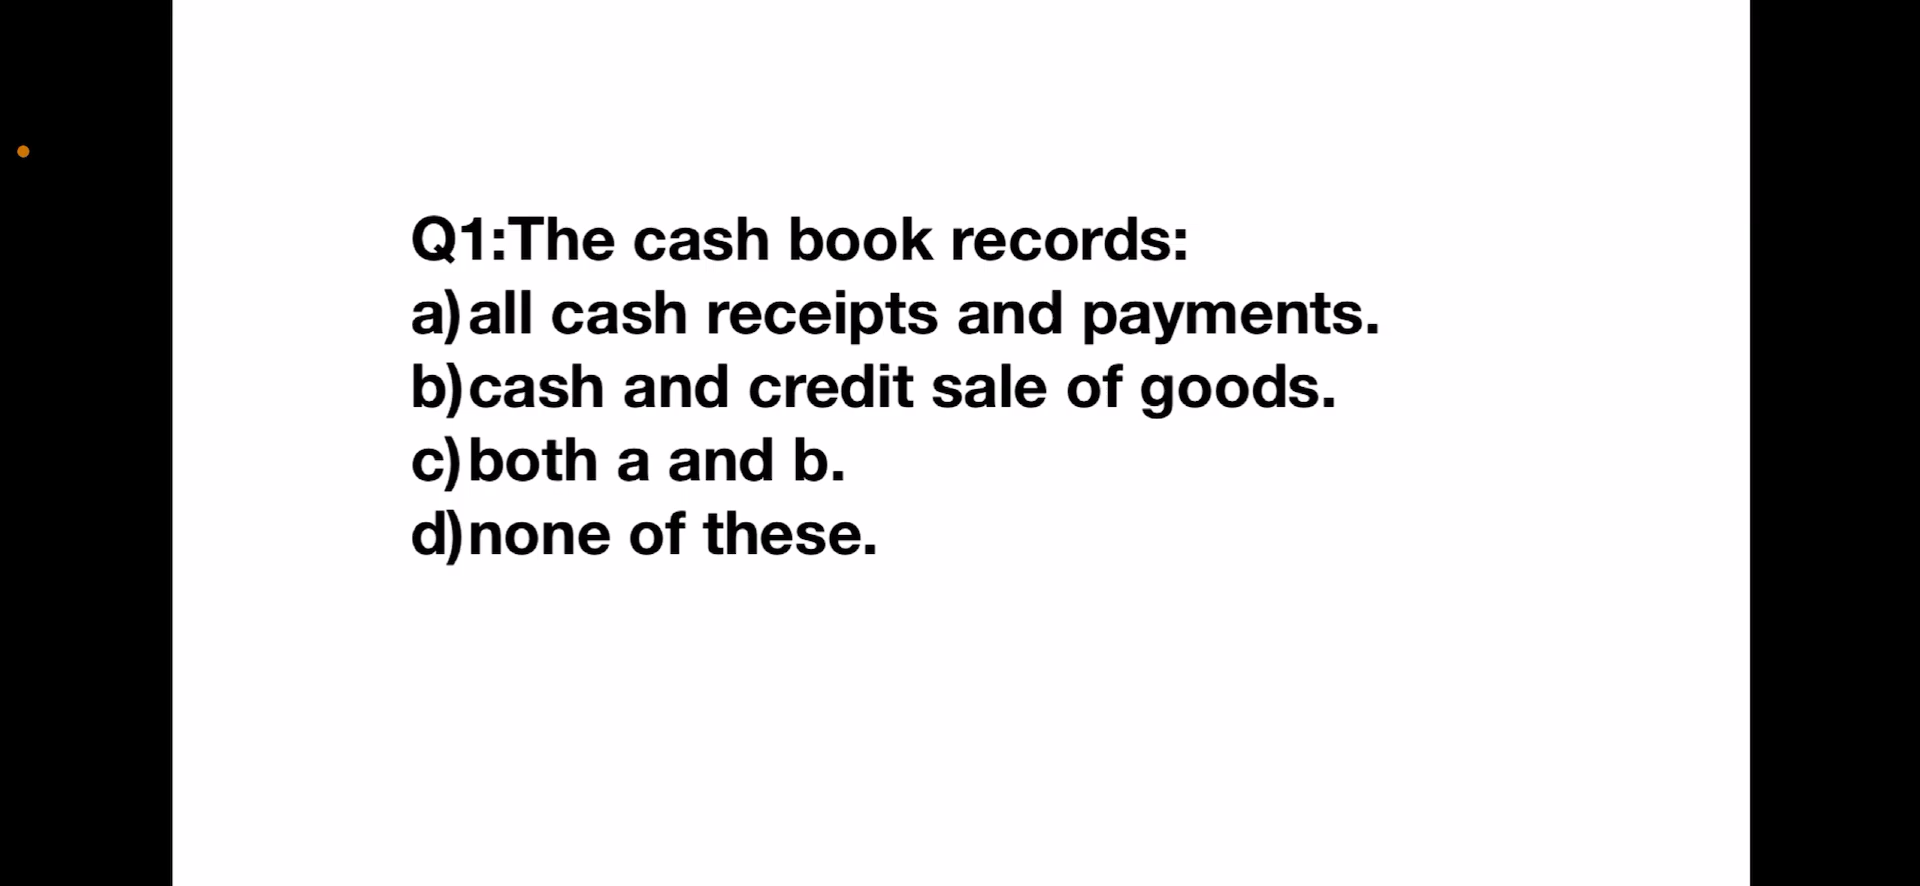 Q1:The cash book records:
a)all cash receipts and payments.
b)cash and credit sale of goods.
c)both a and b.
d)none of these.